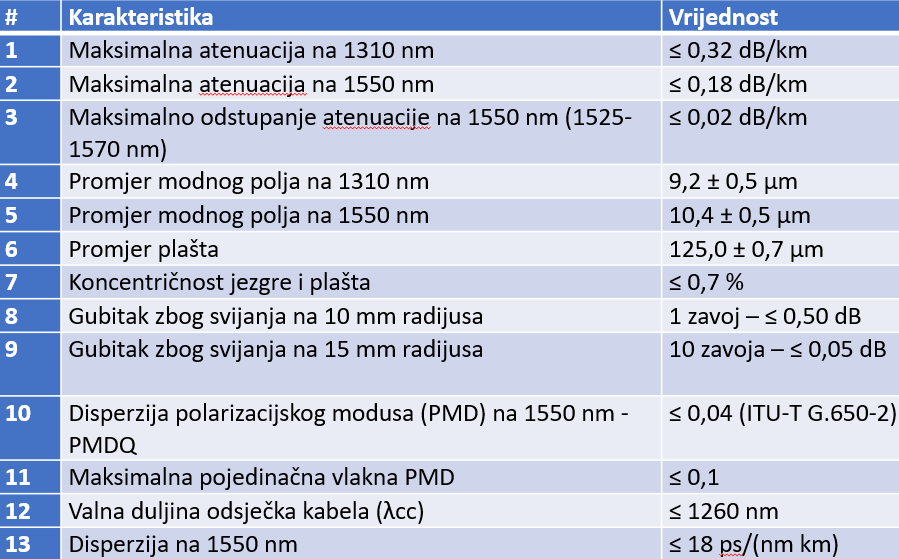 # Karakteristika Vrijednost
1 Maksimalna atenuacija na 1310 nm ≤ 0,32 dB/km
2 Maksimalna atenuacija na 1550 nm ≤ 0,18 dB/km
3 Maksimalno odstupanje atenuacije na 1550 nm (1525- ≤ 0,02 dB/km
1570 nm)
4 Promjer modnog polja na 1310 nm 9,2 ± 0,5 μm
5 Promjer modnog polja na 1550 nm 10,4 ± 0,5 μm
6 Promjer plašta 125,0 ± 0,7 μm
7 Koncentričnost jezgre i plašta ≤ 0,7 %
8 Gubitak zbog svijanja na 10 mm radijusa 1 zavoj – ≤ 0,50 dB
9 Gubitak zbog svijanja na 15 mm radijusa 10 zavoja – ≤ 0,05 dB
10 Disperzija polarizacijskog modusa (PMD) na 1550 nm - ≤ 0,04 (ITU-T G.650-2)
PMDQ
11 Maksimalna pojedinačna vlakna PMD ≤ 0,1
12 Valna duljina odsječka kabela (λcc) ≤ 1260 nm
13 Disperzija na 1550 nm ≤ 18 ps/(nm km)